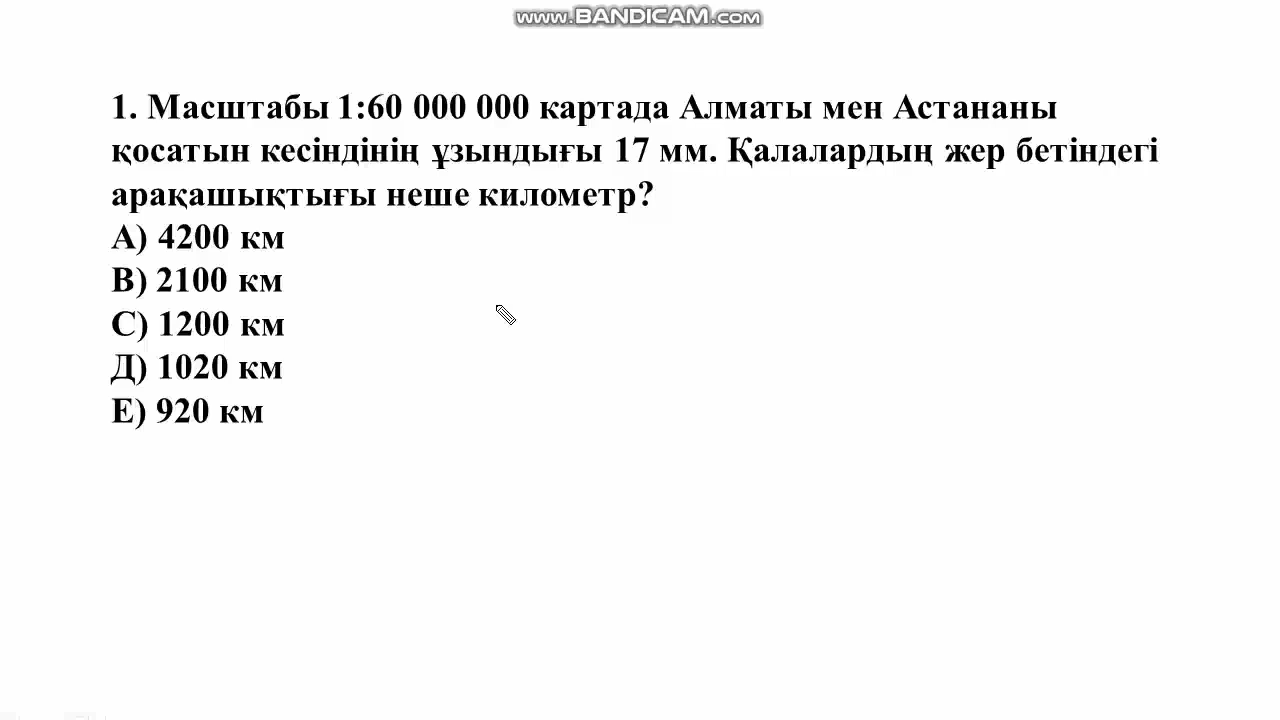 www.BANDICAM.com
1. Масштабы 1:60 000 000 картада Алматы мен Астананы
қосатын кесіндінің ұзындығы 17 мм. Қалалардың жер бетіндегі
арақашықтығы неше километр?
А) 4200 км
В) 2100 км
С) 1200 км
Д) 1020 км
Е) 920 км